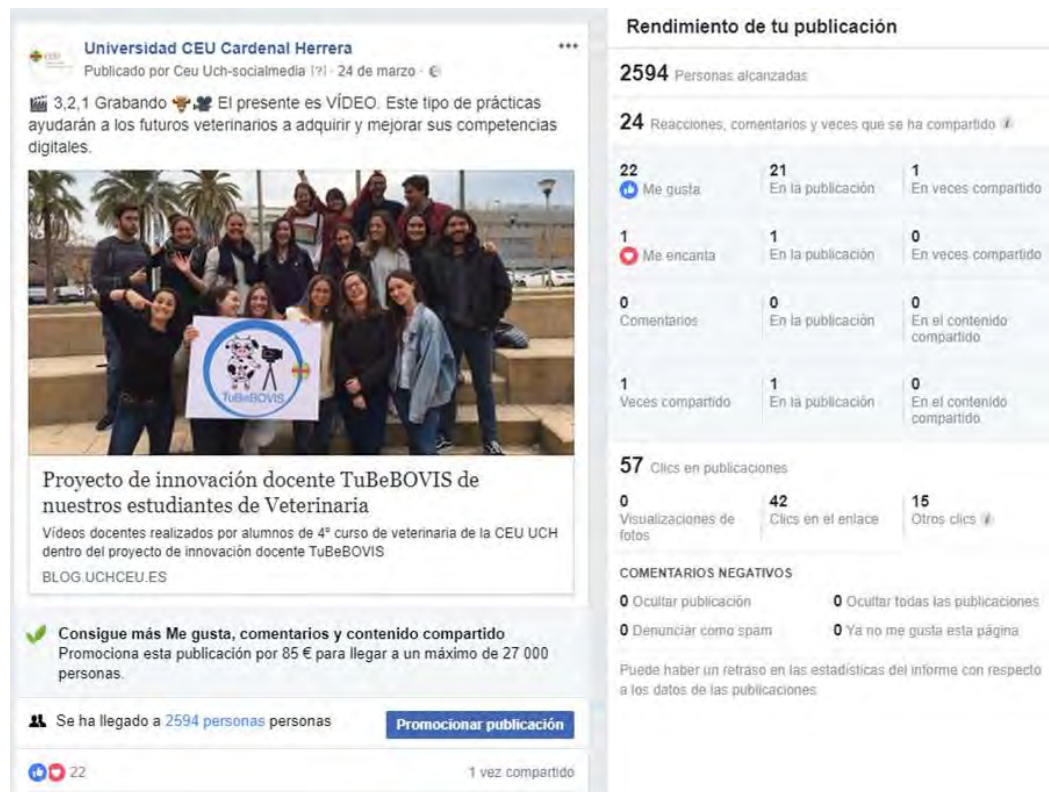 Universidad CEU Cardenal Herrera
Publicado por Ceu Uch-socialmedia [?] · 24 de marzo ·
3,2,1 Grabando El presente es VÍDEO. Este tipo de prácticas
ayudarán a los futuros veterinarios a adquirir y mejorar sus competencias
digitales.
TuBeBOVIS
Proyecto de innovación docente TuBeBOVIS de
nuestros estudiantes de Veterinaria
Vídeos docentes realizados por alumnos de 4º curso de veterinaria de la CEU UCH
dentro del proyecto de innovación docente TuBeBOVIS
BLOG.UCHCEU.ES
Consigue más Me gusta, comentarios y contenido compartido
Promociona esta publicación por 85 € para llegar a un máximo de 27 000
personas.
Se ha llegado a 2594 personas personas
Promocionar publicación
22
1 vez compartido
Rendimiento de tu publicación
2594 Personas alcanzadas
24 Reacciones, comentarios y veces que se ha compartido
22 21 1
Me gusta En la publicación En veces compartido
1 1 0
Me encanta En la publicación En veces compartido
0 0 0
Comentarios En la publicación En el contenido
compartido
1 1 0
Veces compartido En la publicación En el contenido
compartido
57 Clics en publicaciones
0 42 15
Visualizaciones de Clics en el enlace Otros clics
fotos
COMENTARIOS NEGATIVOS
0 Ocultar publicación 0 Ocultar todas las publicaciones
0 Denunciar como spam 0 Ya no me gusta esta página
Puede haber un retraso en las estadísticas del informe con respecto
a los datos de las publicaciones